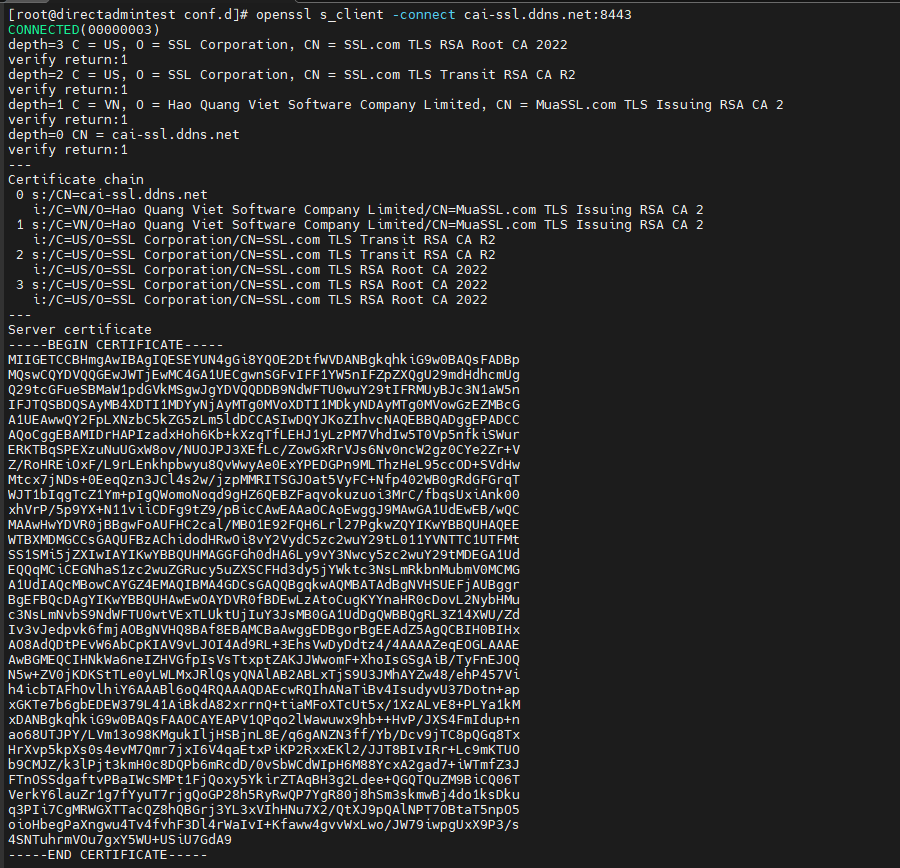 [root@directadmintest conf.d]# openssl s_client -connect cai-ssl.ddns.net:8443
CONNECTED(00000003)
depth=3 C = US, O = SSL Corporation, CN = SSL.com TLS RSA Root CA 2022
verify return:1
depth=2 C = US, O = SSL Corporation, CN = SSL.com TLS Transit RSA CA R2
verify return:1
depth=1 C = VN, O = Hao Quang Viet Software Company Limited, CN = MuaSSL.com TLS Issuing RSA CA 2
verify return:1
depth=0 CN = cai-ssl.ddns.net
verify return:1
---
Certificate chain
 0 s:/CN=cai-ssl.ddns.net
   i:/C=VN/O=Hao Quang Viet Software Company Limited/CN=MuaSSL.com TLS Issuing RSA CA 2
 1 s:/C=VN/O=Hao Quang Viet Software Company Limited/CN=MuaSSL.com TLS Issuing RSA CA 2
   i:/C=US/O=SSL Corporation/CN=SSL.com TLS Transit RSA CA R2
 2 s:/C=US/O=SSL Corporation/CN=SSL.com TLS Transit RSA CA R2
   i:/C=US/O=SSL Corporation/CN=SSL.com TLS RSA Root CA 2022
 3 s:/C=US/O=SSL Corporation/CN=SSL.com TLS RSA Root CA 2022
   i:/C=US/O=SSL Corporation/CN=SSL.com TLS RSA Root CA 2022
---
Server certificate
-----BEGIN CERTIFICATE-----
MIIGETCCBHmgAwIBAgIQESEYUN4gGi8YQOE2DtfWVDANBgkqhkiG9w0BAQsFADBp
MQswCQYDVQQGEwJWTjEwMC4GA1UECgwnSGFvIFF1YW5nIFZpZXQgU29mdHdhcmUg
Q29tcGFueSBMaW1pdGVkMSgwJgYDVQQDDB9NdWFTU0wuY29tIFRMUyBJc3N1aW5n
IFJTQSBDQSAyMB4XDTI1MDYyNjAyMTg0MVoXDTI1MDkyNDAyMTg0MVowGzEZMBcG
A1UEAwwQY2FpLXNzbC5kZG5zLm5ldDCCASIwDQYJKoZIhvcNAQEBBQADggEPADCC
AQoCggEBAMIDrHAPIzadxHoh6Kb+kXzqTfLEHJ1yLzPM7VhdIw5T0Vp5nfkiSWur
ERKTBqSPEXzuNuUGxW8ov/NUOJPJ3XEfLc/ZowGxRrVJs6Nv0ncW2gz0CYe2Zr+V
Z/RoHREiOxF/L9rLEnkhpbwyu8QvWwyAe0ExYPEDGPn9MLThzHeL95ccOD+SVdHw
Mtcx7jNDs+0EeqQzn3JCl4s2w/jzpMMRITSGJOat5VyFC+Nfp402WB0gRdGFGrqT
WJT1bIqgTcZ1Ym+pIgQWomoNoqd9gHZ6QEBZFaqvokuzuoi3MrC/fbqsUxiAnk00
xhVrP/5p9YX+N11viiCDFg9tZ9/pBicCAwEAAaOCAoEwggJ9MAwGA1UdEwEB/wQC
MAAwHwYDVR0jBBgwFoAUFHC2cal/MBO1E92FQH6Lrl27PgkwZQYIKwYBBQUHAQEE
WTBXMDMGCCsGAQUFBzAChidodHRwOi8vY2VydC5zc2wuY29tL011YVNTTC1UTFMt
SS1SMi5jZXIwIAYIKwYBBQUHMAGGFGh0dHA6Ly9vY3Nwcy5zc2wuY29tMDEGA1Ud
EQQqMCiCEGNhaS1zc2wuZGRucy5uZXSCFHd3dy5jYWktc3NsLmRkbnMubmV0MCMG
A1UdIAQcMBowCAYGZ4EMAQIBMA4GDCsGAQQBggkwAQMBATAdBgNVHSUEFjAUBggr
BgEFBQcDAgYIKwYBBQUHAwEwOAYDVR0fBDEwLzAtoCugKYYnaHR0cDovL2NybHMu
c3NsLmNvbS9NdWFTU0wtVExTLUktUjIuY3JsMB0GA1UdDgQWBBQgRL3Z14XWU/Zd
Iv3vJedpvk6fmjAOBgNVHQ8BAf8EBAMCBaAwggEDBgorBgEEAdZ5AgQCBIH0BIHx
AO8AdQDtPEvW6AbCpKIAV9vLJOI4Ad9RL+3EhsVwDyDdtz4/4AAAAZeqEOGLAAAE
AwBGMEQCIHNkWa6neIZHVGfpIsVsTtxptZAKJJWwomF+XhoIsGSgAiB/TyFnEJOQ
N5w+ZV0jKDKStTLe0yLWLMxJRlQsyQNAlAB2ABLxTjS9U3JMhAYZw48/ehP457Vi
h4icbTAFhOvlhiY6AAABl6oQ4RQAAAQDAEcwRQIhANaTiBv4IsudyvU37Dotn+ap
xGKTe7b6gbEDEW379L41AiBkdA82xrrnQ+tiaMFoXTcUt5x/1XzALvE8+PLYa1kM
xDANBgkqhkiG9w0BAQsFAAOCAYEAPV1QPqo2lWawuwx9hb++HvP/JXS4FmIdup+n
ao68UTJPY/LVm13o98KMgukIljHSBjnL8E/q6gANZN3ff/Yb/Dcv9jTC8pQGq8Tx
HrXvp5kpXs0s4evM7Qmr7jxI6V4qaEtxPiKP2RxxEKl2/JJT8BIvIRr+Lc9mKTUO
b9CMJZ/k3lPjt3kmH0c8DQPb6mRcdD/0vSbWCdWIpH6M88YcxA2gad7+iWTmfZ3J
FTnOSSdgaftvPBaIWcSMPt1FjQoxy5YkirZTAqBH3g2Ldee+QGQTQuZM9BiCQ06T
VerkY6lauZr1g7fYyuT7rjgQoGP28h5RyRwQP7YgR80j8hSm3skmwBj4do1ksDku
q3PIi7CgMRWGXTTacQZ8hQBGrj3YL3xVIhHNu7X2/QtXJ9pQAlNPT7OBtaT5npO5
oioHbegPaXngwu4Tv4fvhF3Dl4rWaIvI+Kfaww4gvvWxLwo/JW79iwpgUxX9P3/s
4SNTuhrmVOu7gxY5WU+USiU7GdA9
-----END CERTIFICATE-----